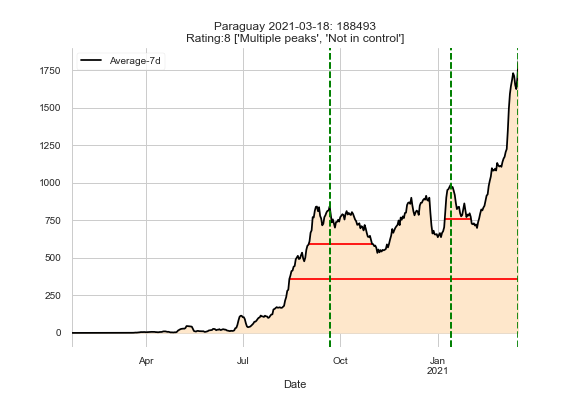 Paraguay 2021-03-18: 188493
Rating:8 ['Multiple peaks', 'Not in control']
Average-7d
1750
1500
1250
1000
750
500
250
0
Apr
Jul
Oct
Jan
2021
Date